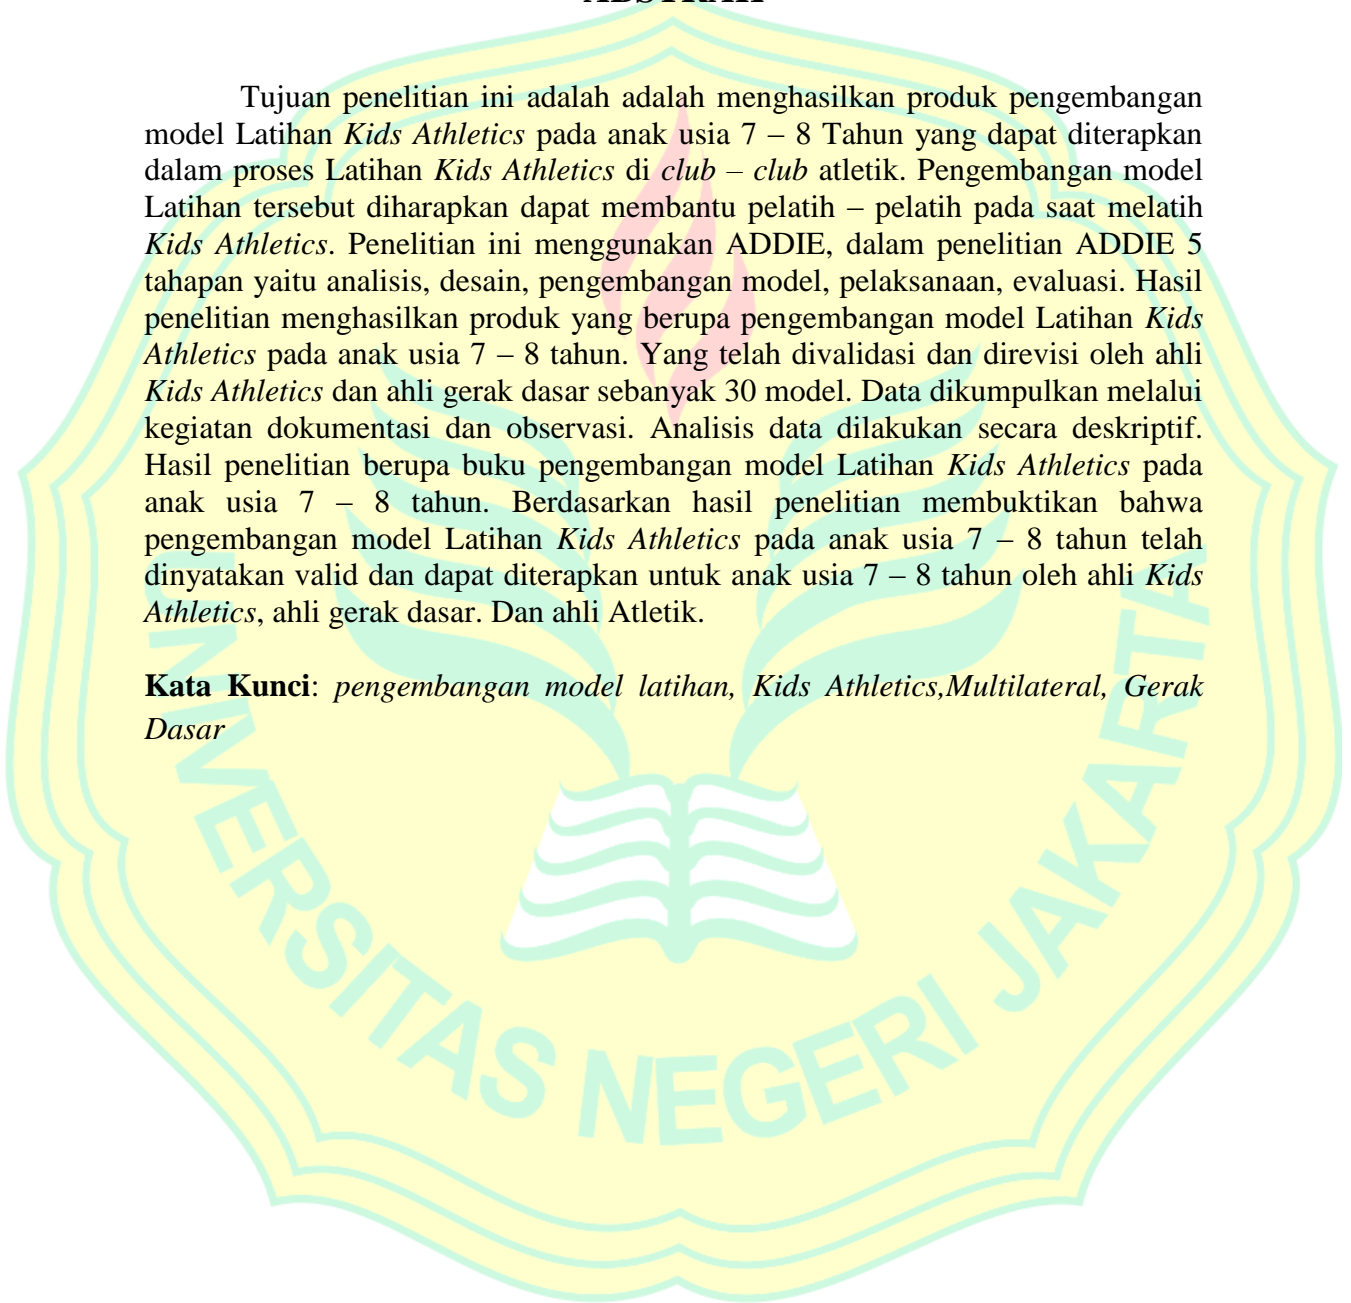 ABSTRAK
Tujuan penelitian ini adalah adalah menghasilkan produk pengembangan
model Latihan Kids Athletics pada anak usia 7 – 8 Tahun yang dapat diterapkan
dalam proses Latihan Kids Athletics di club – club atletik. Pengembangan model
Latihan tersebut diharapkan dapat membantu pelatih – pelatih pada saat melatih
Kids Athletics. Penelitian ini menggunakan ADDIE, dalam penelitian ADDIE 5
tahapan yaitu analisis, desain, pengembangan model, pelaksanaan, evaluasi. Hasil
penelitian menghasilkan produk yang berupa pengembangan model Latihan Kids
Athletics pada anak usia 7 – 8 tahun. Yang telah divalidasi dan direvisi oleh ahli
Kids Athletics dan ahli gerak dasar sebanyak 30 model. Data dikumpulkan melalui
kegiatan dokumentasi dan observasi. Analisis data dilakukan secara deskriptif.
Hasil penelitian berupa buku pengembangan model Latihan Kids Athletics pada
anak usia 7 – 8 tahun. Berdasarkan hasil penelitian membuktikan bahwa
pengembangan model Latihan Kids Athletics pada anak usia 7 – 8 tahun telah
dinyatakan valid dan dapat diterapkan untuk anak usia 7 – 8 tahun oleh ahli Kids
Athletics, ahli gerak dasar. Dan ahli Atletik.
Kata Kunci: pengembangan model latihan, Kids Athletics,Multilateral, Gerak
Dasar
UNIVERSITAS NEGERI JAKARTA